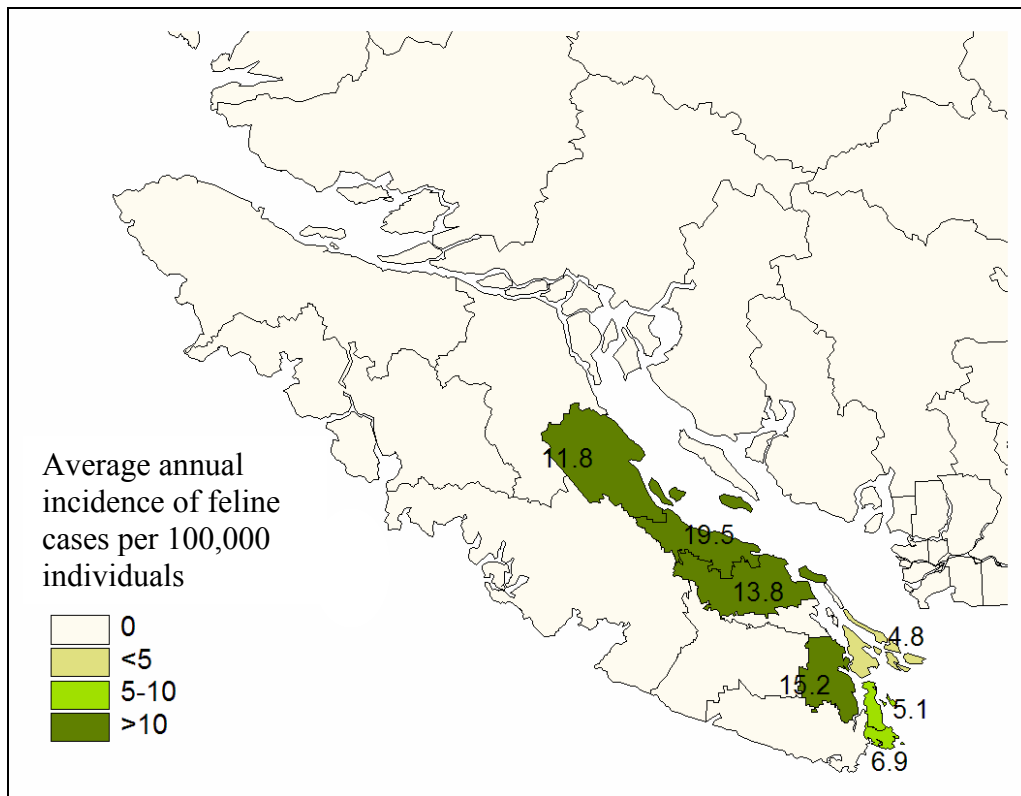 11.8
19.5
13.8
4.8
15.2
5.1
6.9
Average annual
incidence of feline
cases per 100,000
individuals
0
<5
5-10
>10